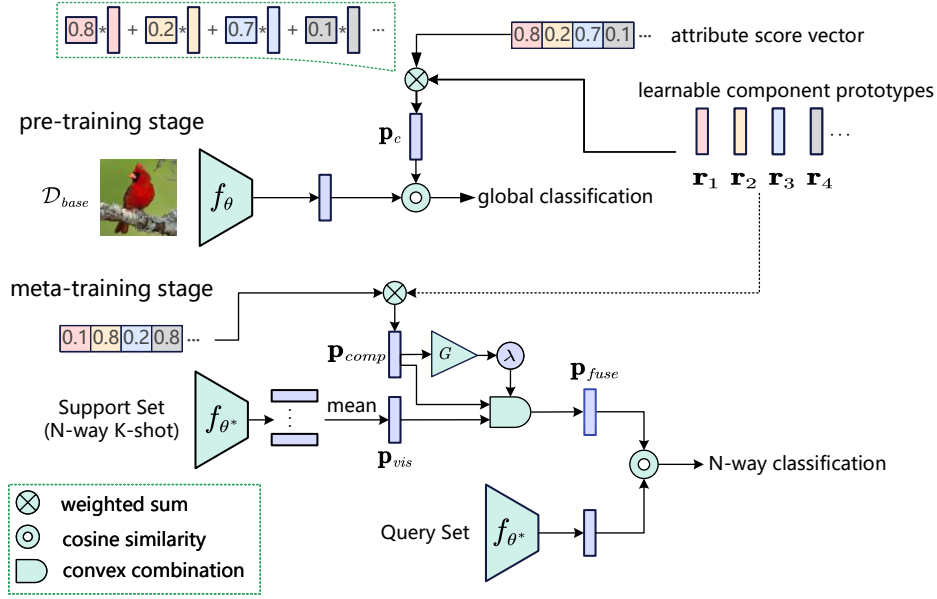 0.8 * + 0.2 * + 0.7 * + 0.1 * ...
0.8 0.2 0.7 0.1 ... attribute score vector
learnable component prototypes
pre-training stage
p_c
...
r_1 r_2 r_3 r_4
D_base
f_θ
global classification
meta-training stage
0.1 0.8 0.2 0.8 ...
p_comp
G
λ
p_fuse
Support Set
(N-way K-shot)
f_θ*
...
mean
p_vis
N-way classification
weighted sum
cosine similarity
convex combination
Query Set
f_θ*